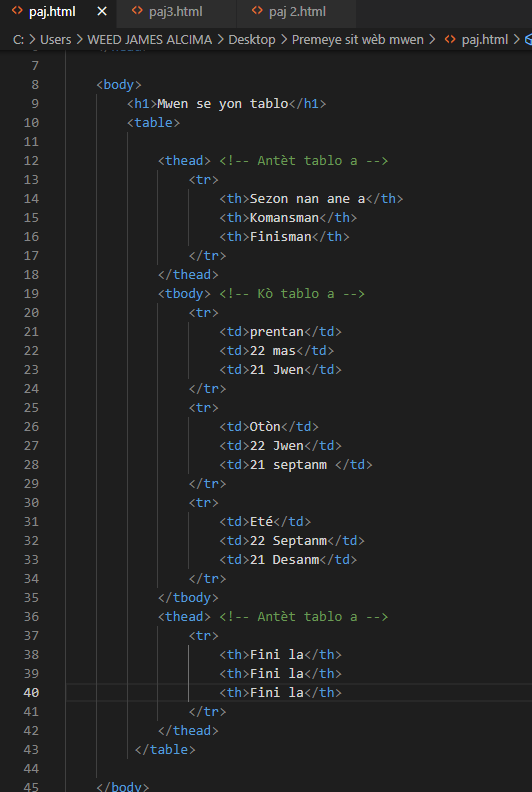 paj.html × paj3.html paj 2.html
C: > Users > WEED JAMES ALCIMA > Desktop > Premeye sit wèb mwen > paj.html >
7
8 <body>
9 <h1>Mwen se yon tablo</h1>
10 <table>
11
12 <thead> <!-- Antèt tablo a -->
13 <tr>
14 <th>Sezon nan ane a</th>
15 <th>Komansman</th>
16 <th>Finisman</th>
17 </tr>
18 </thead>
19 <tbody> <!-- Kò tablo a -->
20 <tr>
21 <td>prentan</td>
22 <td>22 mas</td>
23 <td>21 Jwen</td>
24 </tr>
25 <tr>
26 <td>Otòn</td>
27 <td>22 Jwen</td>
28 <td>21 septanm </td>
29 </tr>
30 <tr>
31 <td>Eté</td>
32 <td>22 Septanm</td>
33 <td>21 Desanm</td>
34 </tr>
35 </tbody>
36 <thead> <!-- Antèt tablo a -->
37 <tr>
38 <th>Fini la</th>
39 <th>Fini la</th>
40 <th>Fini la</th>
41 </tr>
42 </thead>
43 </table>
44
45 </body>